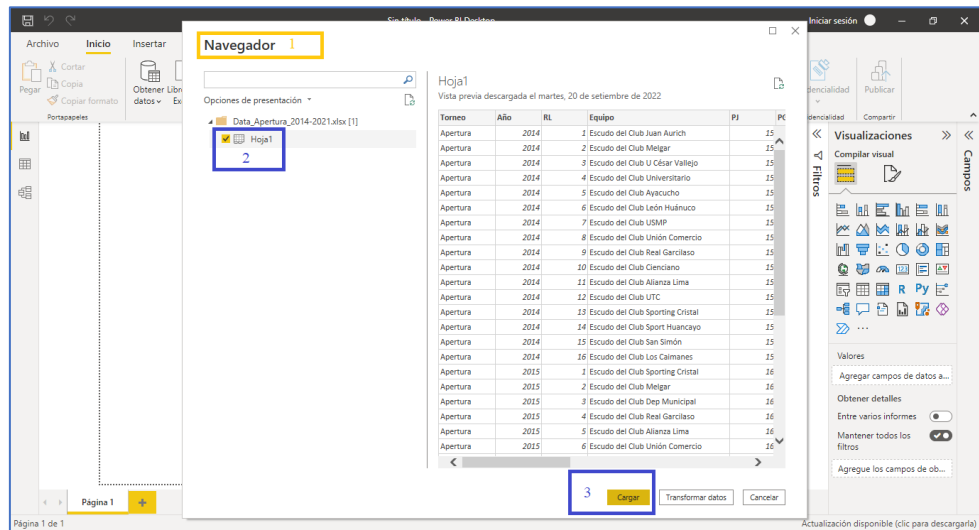 Sin título - Power BI Desktop
Iniciar sesión
Archivo
Inicio
Insertar
Pegar
Cortar
Copia
Copiar formato
Portapapeles
Obtener
datos
Navegador 1
Opciones de presentación
Data_Apertura_2014-2021.xlsx [1]
Hoja1
2
Hoja1
Vista previa descargada el martes, 20 de setiembre de 2022
Torneo Año RL Equipo PJ
Apertura 2014 1 Escudo del Club Juan Aurich 15
Apertura 2014 2 Escudo del Club Melgar 15
Apertura 2014 3 Escudo del Club U César Vallejo 15
Apertura 2014 4 Escudo del Club Universitario 15
Apertura 2014 5 Escudo del Club Ayacucho 15
Apertura 2014 6 Escudo del Club León Huánuco 15
Apertura 2014 7 Escudo del Club USMP 15
Apertura 2014 8 Escudo del Club Unión Comercio 15
Apertura 2014 9 Escudo del Club Real Garcilaso 15
Apertura 2014 10 Escudo del Club Cienciano 15
Apertura 2014 11 Escudo del Club Alianza Lima 15
Apertura 2014 12 Escudo del Club UTC 15
Apertura 2014 13 Escudo del Club Sporting Cristal 15
Apertura 2014 14 Escudo del Club Sport Huancayo 15
Apertura 2014 15 Escudo del Club San Simón 15
Apertura 2014 16 Escudo del Club Los Caimanes 15
Apertura 2015 1 Escudo del Club Sporting Cristal 16
Apertura 2015 2 Escudo del Club Melgar 16
Apertura 2015 3 Escudo del Club Dep Municipal 16
Apertura 2015 4 Escudo del Club Real Garcilaso 16
Apertura 2015 5 Escudo del Club Alianza Lima 16
Apertura 2015 6 Escudo del Club Unión Comercio 16
3
Cargar
Transformar datos
Cancelar
Publicar
Compartir
Filtros
Visualizaciones
Compilar visual
123
R
Py
Valores
Agregar campos de datos a...
Obtener detalles
Entre varios informes
Mantener todos los
filtros
Agregue los campos de ob...
Campos
Página 1
Página 1 de 1
Actualización disponible (clic para descargarla)